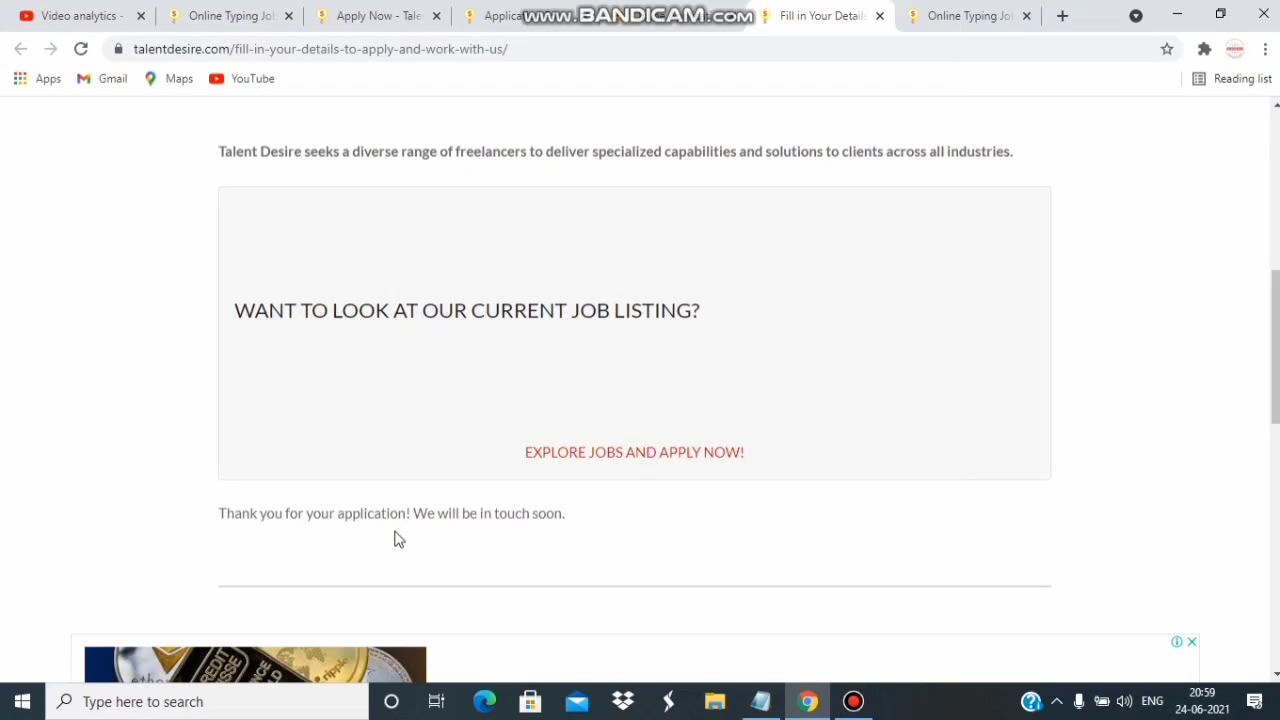 Video analytics
Online Typing Job
Apply Now - Tale
Applica
www.BANDICAM.com
Fill in Your Details
Online Typing Jo
talentdesire.com/fill-in-your-details-to-apply-and-work-with-us/
Apps
Gmail
Maps
YouTube
Reading list
Talent Desire seeks a diverse range of freelancers to deliver specialized capabilities and solutions to clients across all industries.
WANT TO LOOK AT OUR CURRENT JOB LISTING?
EXPLORE JOBS AND APPLY NOW!
Thank you for your application! We will be in touch soon.
CREDIT
ripple
Type here to search
ENG
20:59
24-06-2021